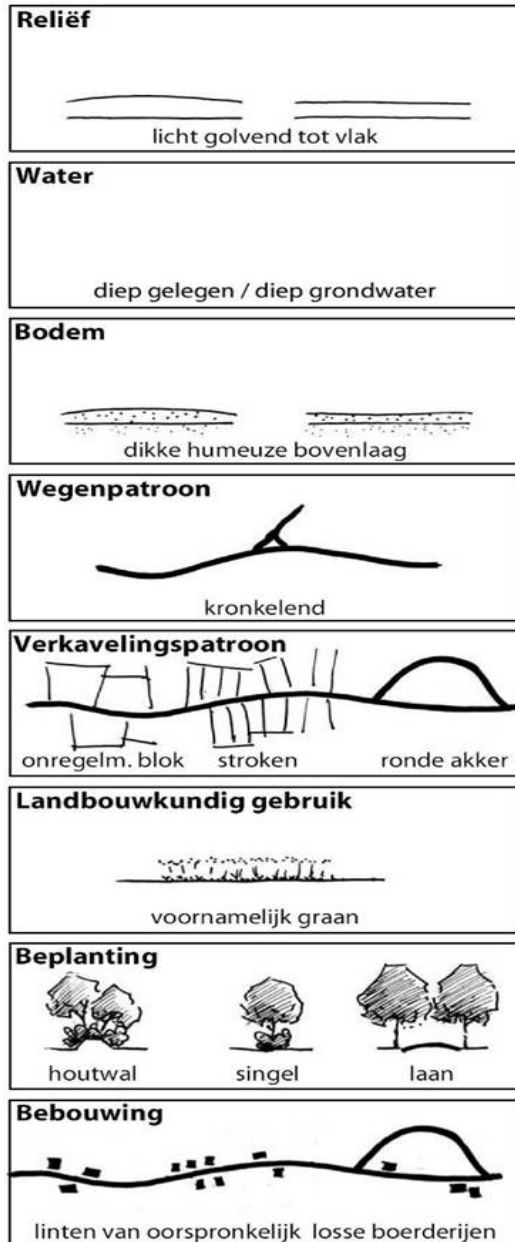 Reliëf
licht golvend tot vlak
Water
diep gelegen / diep grondwater
Bodem
dikke humeuze bovenlaag
Wegenpatroon
kronkelend
Verkavelingspatroon
onregelm. blok stroken ronde akker
Landbouwkundig gebruik
voornamelijk graan
Beplanting
houtwal singel laan
Bebouwing
linten van oorspronkelijk losse boerderijen